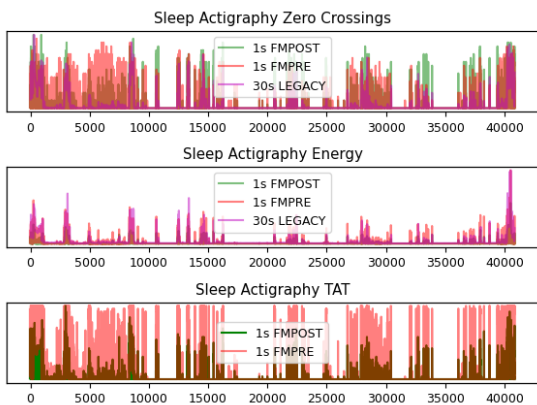 Sleep Actigraphy Zero Crossings
1s FMPOST
1s FMPRE
30s LEGACY
0 5000 10000 15000 20000 25000 30000 35000 40000
Sleep Actigraphy Energy
1s FMPOST
1s FMPRE
30s LEGACY
0 5000 10000 15000 20000 25000 30000 35000 40000
Sleep Actigraphy TAT
1s FMPOST
1s FMPRE
0 5000 10000 15000 20000 25000 30000 35000 40000